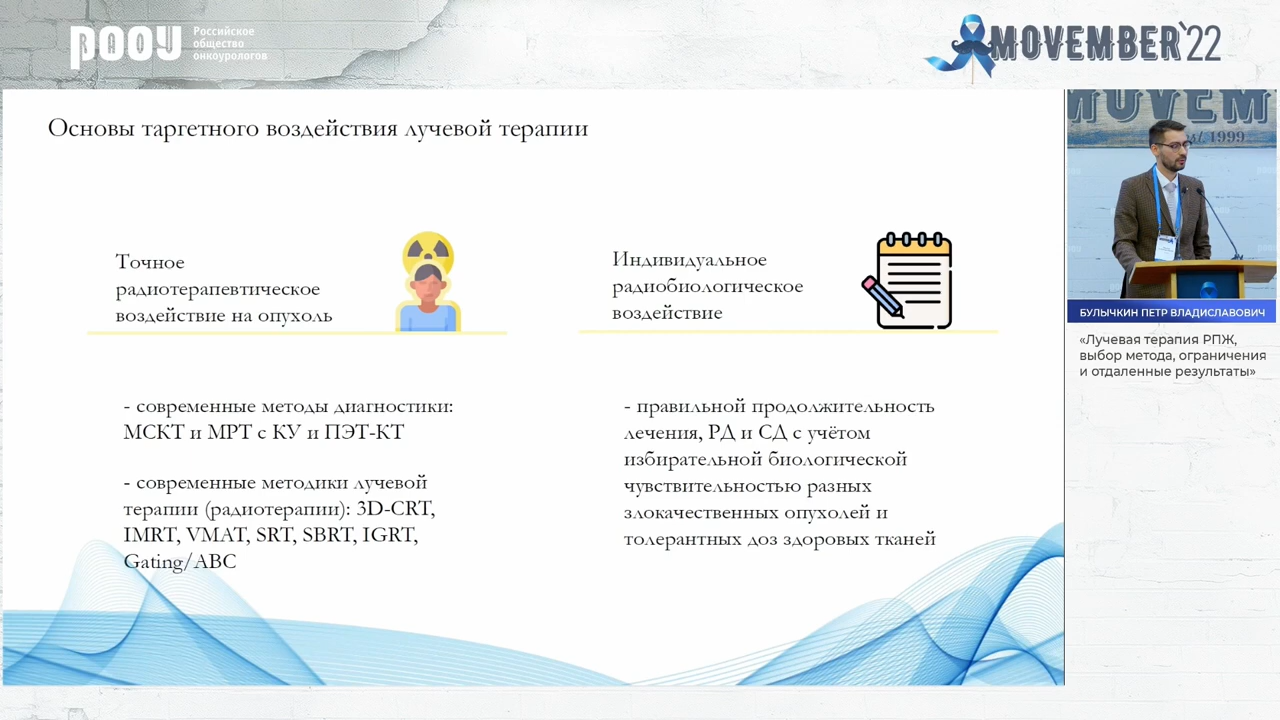 РООУ
Российское
общество
онкоурологов
MOVEMBER`22
Основы таргетного воздействия лучевой терапии
Точное
радиотерапевтическое
воздействие на опухоль
Индивидуальное
радиобиологическое
воздействие
- современные методы диагностики:
МСКТ и МРТ с КУ и ПЭТ-КТ
- современные методики лучевой
терапии (радиотерапии): 3D-CRT,
IMRT, VMAT, SRT, SBRT, IGRT,
Gating/ABC
- правильной продолжительность
лечения, РД и СД с учётом
избирательной биологической
чувствительностью разных
злокачественных опухолей и
толерантных доз здоровых тканей
MOVEM
1999
БУЛЫЧКИН ПЕТР ВЛАДИСЛАВОВИЧ
«Лучевая терапия РПЖ,
выбор метода, ограничения
и отдаленные результаты»